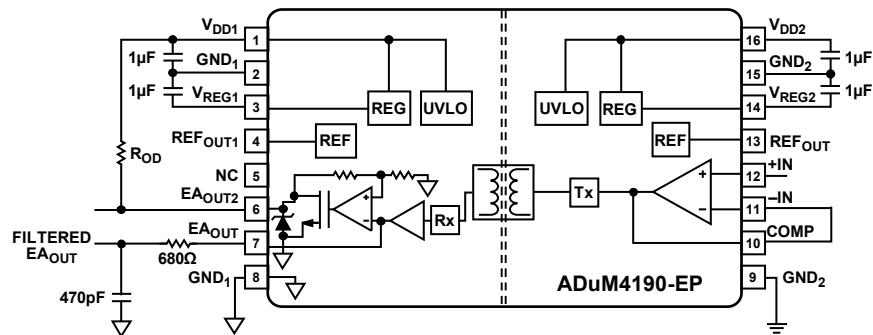 VDD1
1µF
GND1
1µF
VREG1
REFOUT1
ROD
NC
EAOUT2
EAOUT
FILTERED
EAOUT
680Ω
GND1
470pF
1
2
3
4
5
6
7
8
REG
UVLO
REF
Rx
Tx
UVLO
REG
REF
ADuM4190-EP
16
15
14
13
12
11
10
9
VDD2
1µF
GND2
1µF
VREG2
REFOUT
+IN
–IN
COMP
GND2
+
–
+
–